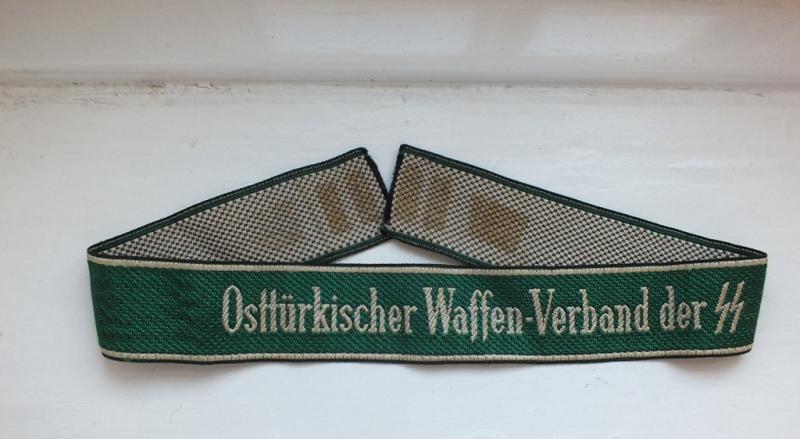 Osttürkischer Waffen-Verband der ᛋᛋ